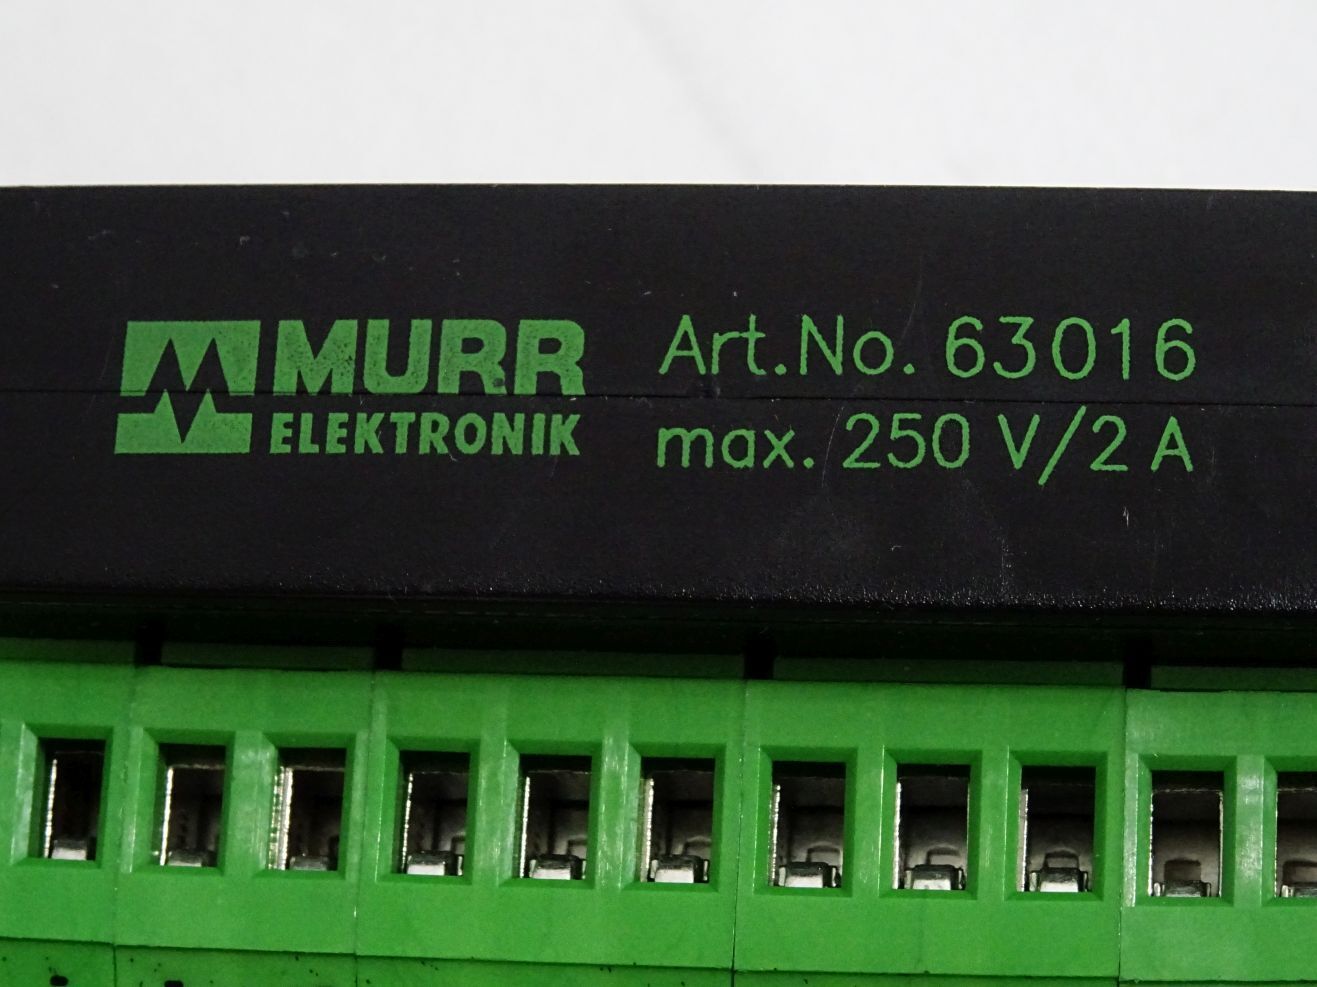 MURR
ELEKTRONIK
Art.No. 63016
max. 250 V/2 A